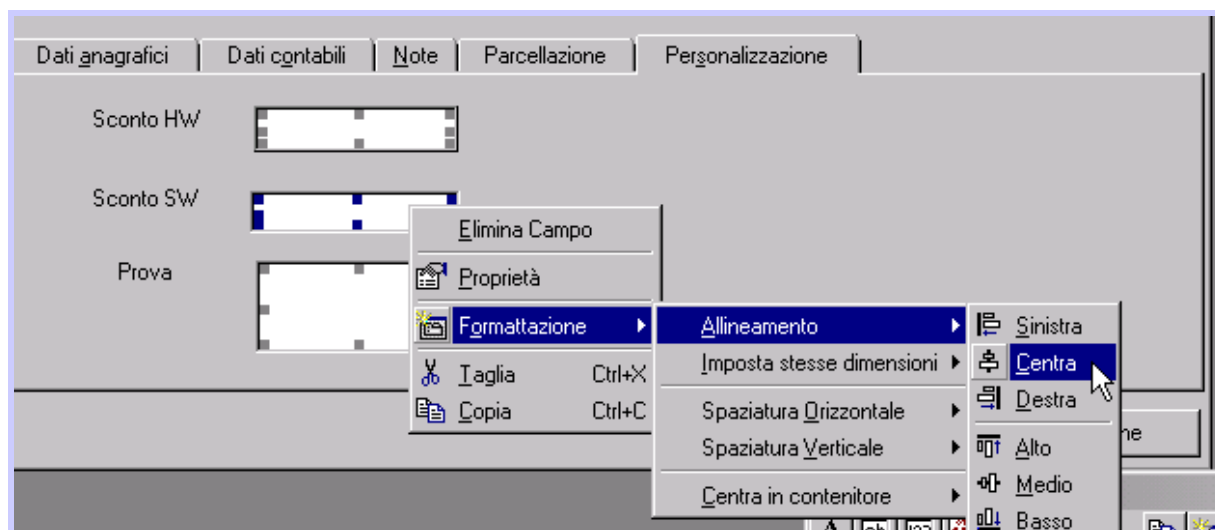 Dati anagrafici Dati contabili Note Parcellazione Personalizzazione
Sconto HW
Sconto SW
Elimina Campo
Prova
Proprietà
Formattazione Allineamento Sinistra
Taglia Ctrl+X Imposta stesse dimensioni Centra
Copia Ctrl+C Spaziatura Orizzontale Destra
Spaziatura Verticale Alto
Centra in contenitore Medio
Basso